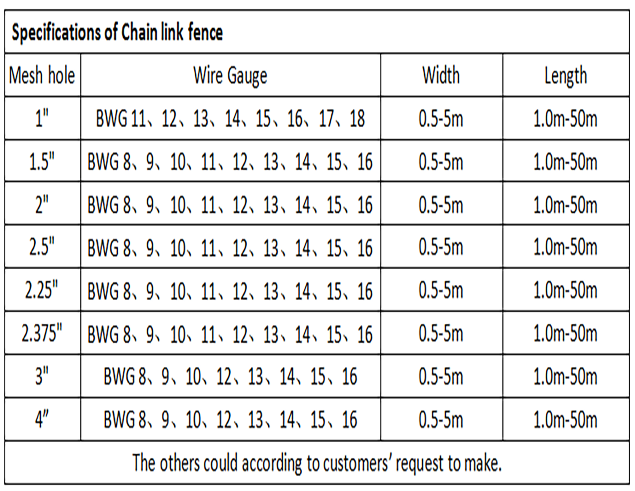 Specifications of Chain link fence
Mesh hole Wire Gauge Width Length
1" BWG 11、12、13、14、15、16、17、18 0.5-5m 1.0m-50m
1.5" BWG 8、9、10、11、12、13、14、15、16 0.5-5m 1.0m-50m
2" BWG 8、9、10、11、12、13、14、15、16 0.5-5m 1.0m-50m
2.5" BWG 8、9、10、11、12、13、14、15、16 0.5-5m 1.0m-50m
2.25" BWG 8、9、10、11、12、13、14、15、16 0.5-5m 1.0m-50m
2.375" BWG 8、9、10、11、12、13、14、15、16 0.5-5m 1.0m-50m
3" BWG 8、9、10、12、13、14、15、16 0.5-5m 1.0m-50m
4” BWG 8、9、10、12、13、14、15、16 0.5-5m 1.0m-50m
The others could according to customers’ request to make.